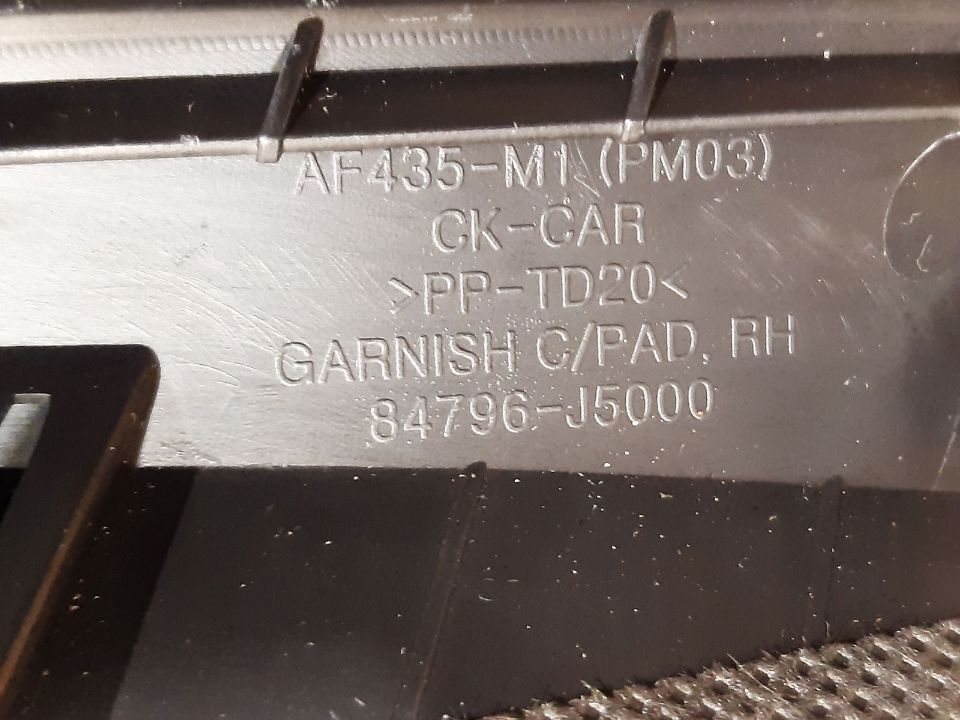 AF435-M1 (PM03)
CK-CAR
>PP-TD20<
GARNISH C/PAD, RH
84796-J5000